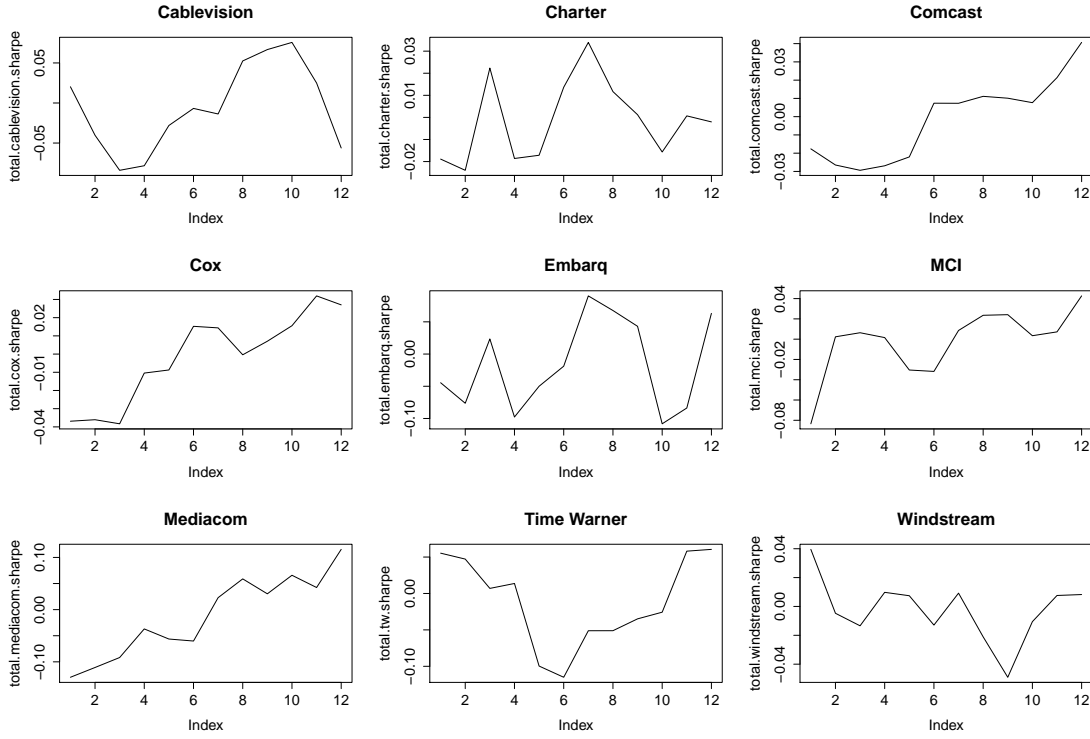 Cablevision
total.cablevision.sharpe
0.05
−0.05
2 4 6 8 10 12
Index
Charter
total.charter.sharpe
0.03
0.01
−0.02
2 4 6 8 10 12
Index
Comcast
total.comcast.sharpe
0.03
0.00
−0.03
2 4 6 8 10 12
Index
Cox
total.cox.sharpe
0.02
−0.01
−0.04
2 4 6 8 10 12
Index
Embarq
total.embarq.sharpe
0.00
−0.10
2 4 6 8 10 12
Index
MCI
total.mci.sharpe
0.04
−0.02
−0.08
2 4 6 8 10 12
Index
Mediacom
total.mediacom.sharpe
0.10
0.00
−0.10
2 4 6 8 10 12
Index
Time Warner
total.tw.sharpe
0.00
−0.10
2 4 6 8 10 12
Index
Windstream
total.windstream.sharpe
0.04
0.00
−0.04
2 4 6 8 10 12
Index